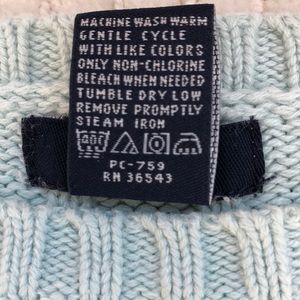 MACHINE WASH WARM
GENTLE CYCLE
WITH LIKE COLORS
ONLY NON-CHLORINE
BLEACH WHEN NEEDED
TUMBLE DRY LOW
REMOVE PROMPTLY
STEAM IRON
40C
PC-759
RN 36543